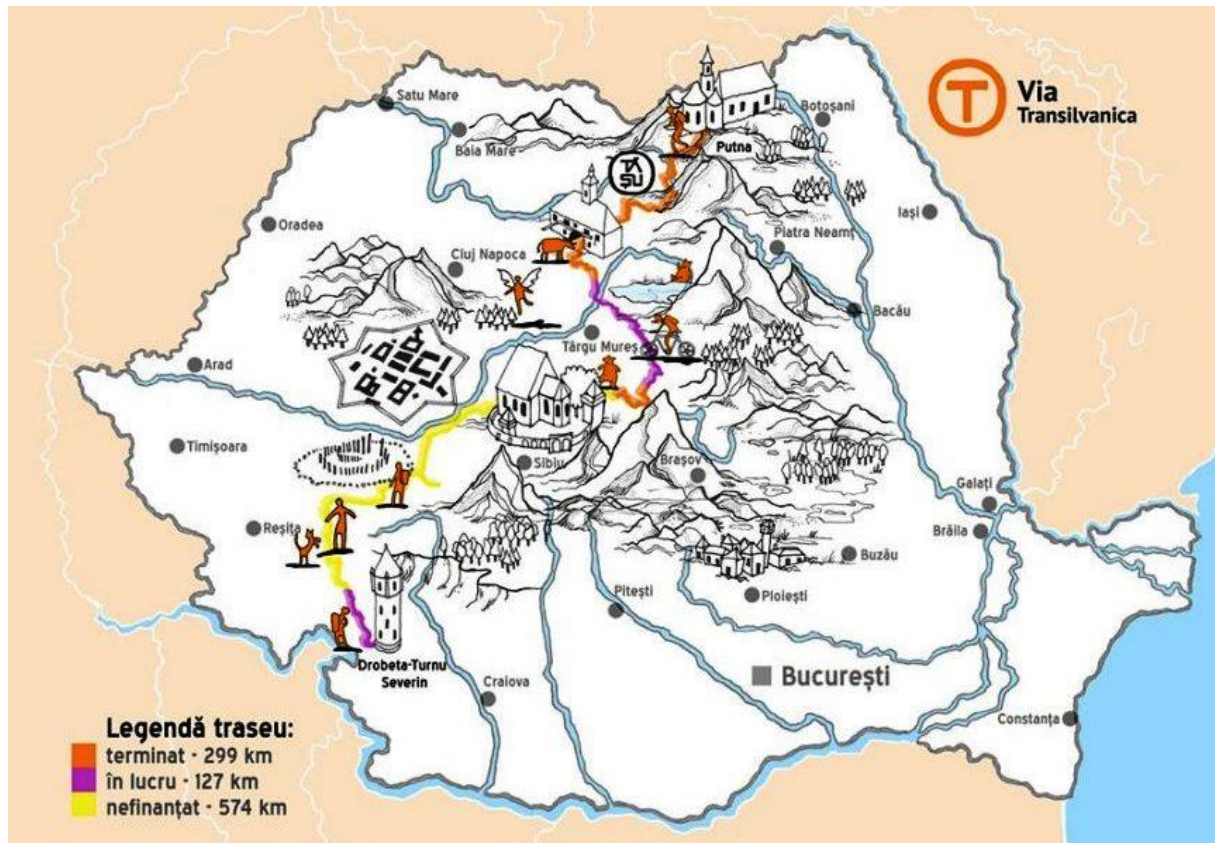 T
Via
Transilvanica
Satu Mare
Botoșani
Baia Mare
Putna
TĂ
ȘU
Iași
Oradea
Piatra Neamț
Cluj Napoca
Bacău
Târgu Mureș
Arad
Timișoara
Sibiu
Brașov
Galați
Reșița
Brăila
Buzău
Pitești
Ploiești
Drobeta-Turnu
Severin
București
Craiova
Constanța
Legendă traseu:
terminat - 299 km
în lucru - 127 km
nefinanțat - 574 km